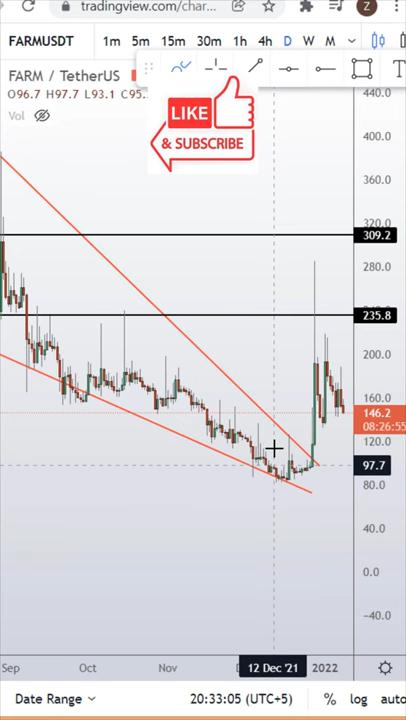 tradingview.com/char...
Z
FARMUSDT 1m 5m 15m 30m 1h 4h D W M
T
FARM / TetherUS
O96.7 H97.7 L93.1 C95.
Vol
LIKE
& SUBSCRIBE
440.0
400.0
360.0
320.0
309.2
280.0
235.8
200.0
160.0
146.2
08:26:55
120.0
97.7
80.0
40.0
0.0
−40.0
Sep Oct Nov 12 Dec '21 2022
Date Range 20:33:05 (UTC+5) % log auto